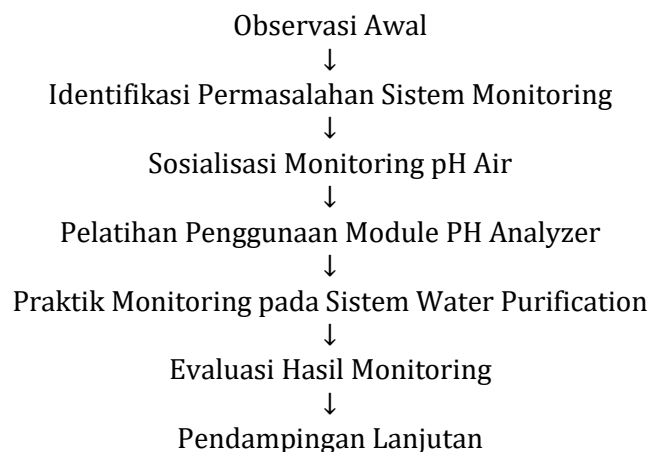 Observasi Awal
↓
Identifikasi Permasalahan Sistem Monitoring
↓
Sosialisasi Monitoring pH Air
↓
Pelatihan Penggunaan Module PH Analyzer
↓
Praktik Monitoring pada Sistem Water Purification
↓
Evaluasi Hasil Monitoring
↓
Pendampingan Lanjutan